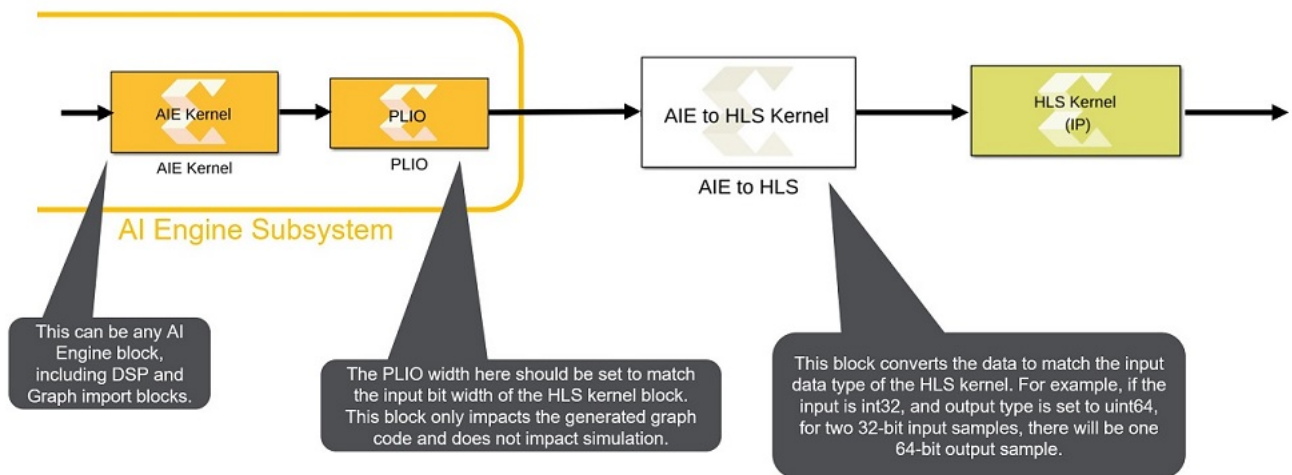 AIE Kernel
AIE Kernel
PLIO
PLIO
AIE to HLS Kernel
AIE to HLS
HLS Kernel
(IP)
AI Engine Subsystem
This can be any AI
Engine block,
including DSP and
Graph import blocks.
The PLIO width here should be set to match
the input bit width of the HLS kernel block.
This block only impacts the generated graph
code and does not impact simulation.
This block converts the data to match the input
data type of the HLS kernel. For example, if the
input is int32, and output type is set to uint64,
for two 32-bit input samples, there will be one
64-bit output sample.